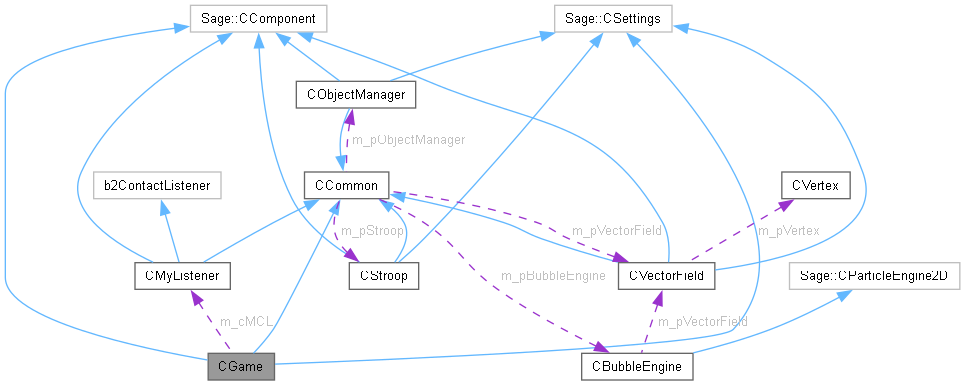 Sage::CComponent
Sage::CSettings
CObjectManager
m_pObjectManager
b2ContactListener
CCommon
CVertex
m_pStroop
m_pVectorField
m_pVertex
CMyListener
CStroop
m_pBubbleEngine
CVectorField
Sage::CParticleEngine2D
m_cMCL
m_pVectorField
CGame
CBubbleEngine